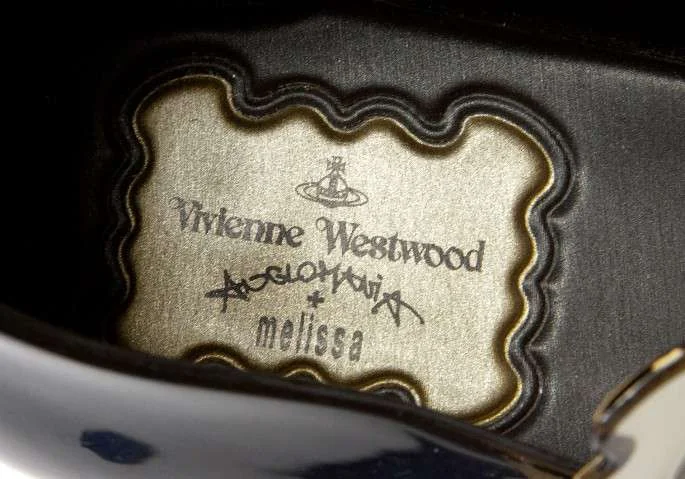 Vivienne Westwood
ANGLOMANIA
+
melissa